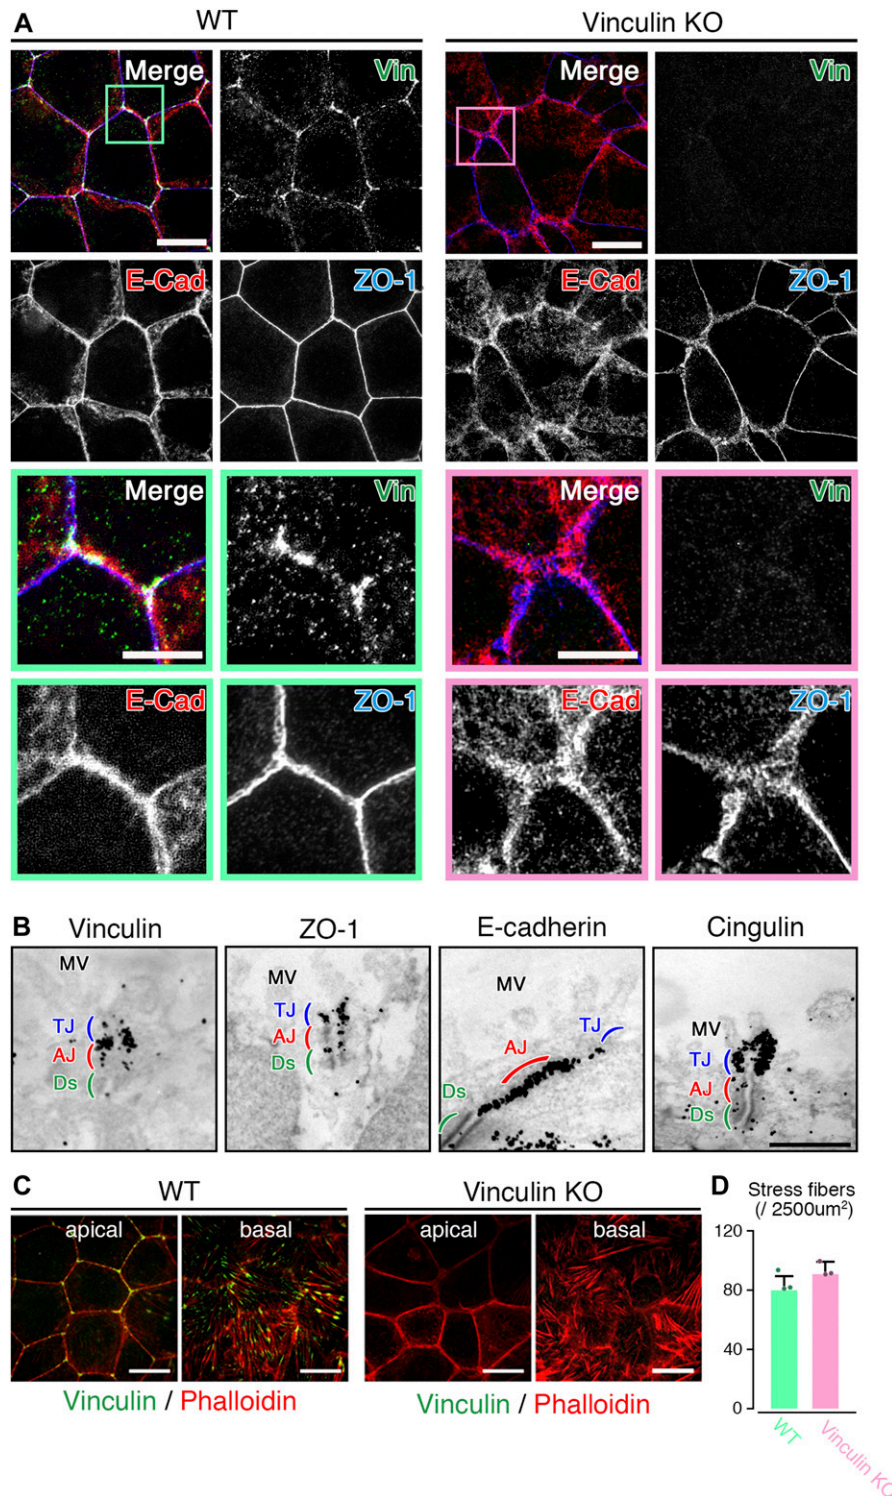 A
WT
Vinculin KO
Merge
Vin
Merge
Vin
E-Cad
ZO-1
E-Cad
ZO-1
Merge
Vin
Merge
Vin
E-Cad
ZO-1
E-Cad
ZO-1
B
Vinculin
ZO-1
E-cadherin
Cingulin
MV
TJ
AJ
Ds
MV
TJ
AJ
Ds
MV
TJ
AJ
Ds
MV
TJ
AJ
Ds
C
WT
Vinculin KO
apical
basal
apical
basal
Vinculin / Phalloidin
Vinculin / Phalloidin
D
Stress fibers
(/ 2500um²)
120
80
40
0
WT
Vinculin KO